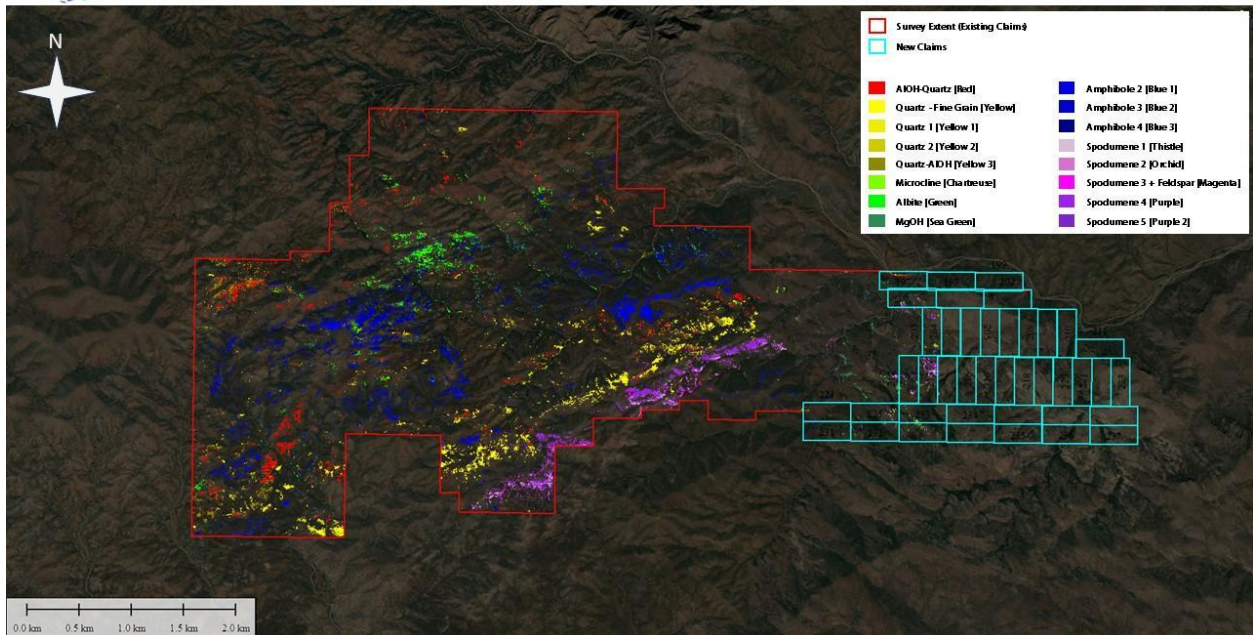 Survey Extent (Existing Claims)
New Claims
N
AlOH-Quartz [Red]
Quartz - Fine Grain [Yellow]
Quartz 1 [Yellow 1]
Quartz 2 [Yellow 2]
Quartz-AlOH [Yellow 3]
Microcline [Chartreuse]
Albite [Green]
MgOH [Sea Green]
Amphibole 2 [Blue 1]
Amphibole 3 [Blue 2]
Amphibole 4 [Blue 3]
Spodumene 1 [Thistle]
Spodumene 2 [Orchid]
Spodumene 3 + Feldspar [Magenta]
Spodumene 4 [Purple]
Spodumene 5 [Purple 2]
0.0 km 0.5 km 1.0 km 1.5 km 2.0 km